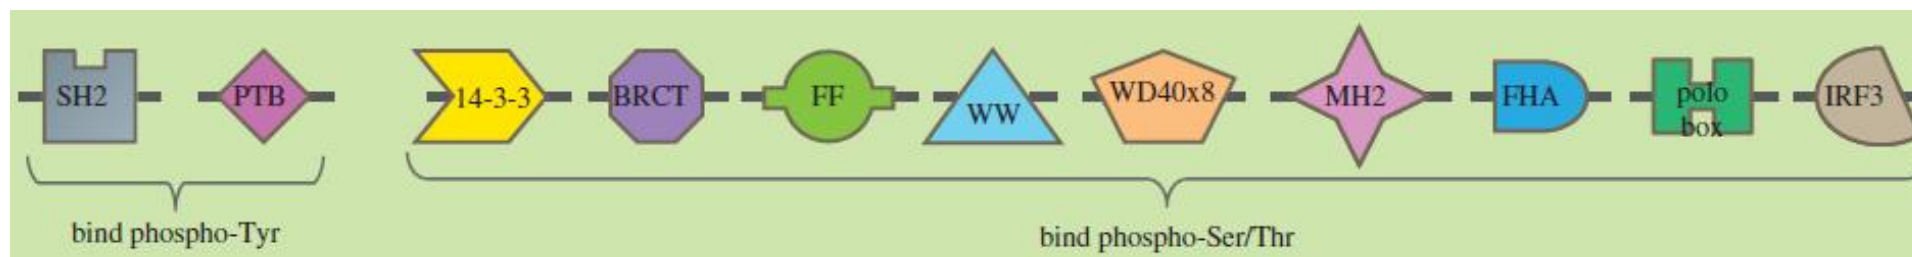 SH2
PTB
14-3-3
BRCT
FF
WW
WD40x8
MH2
FHA
polo
box
IRF3
bind phospho-Tyr
bind phospho-Ser/Thr